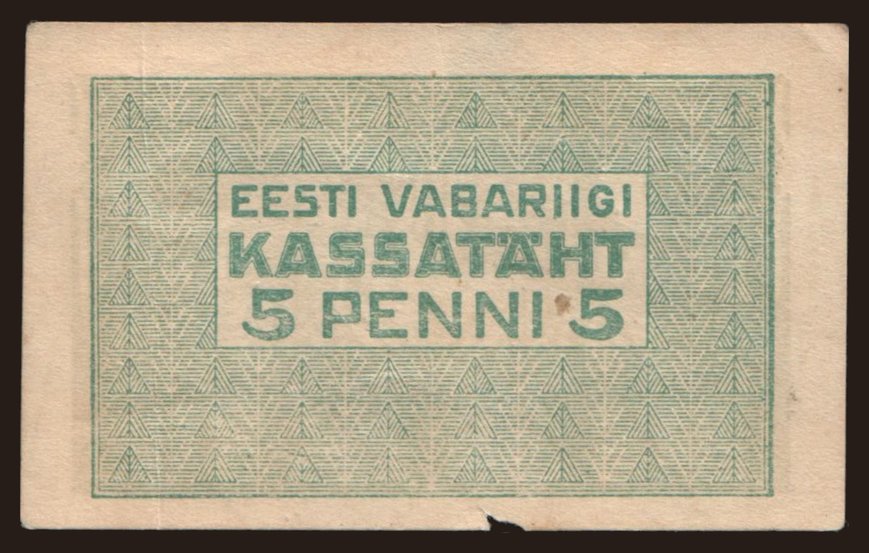 EESTI VABARIIGI
KASSATÄHT
5 PENNI 5